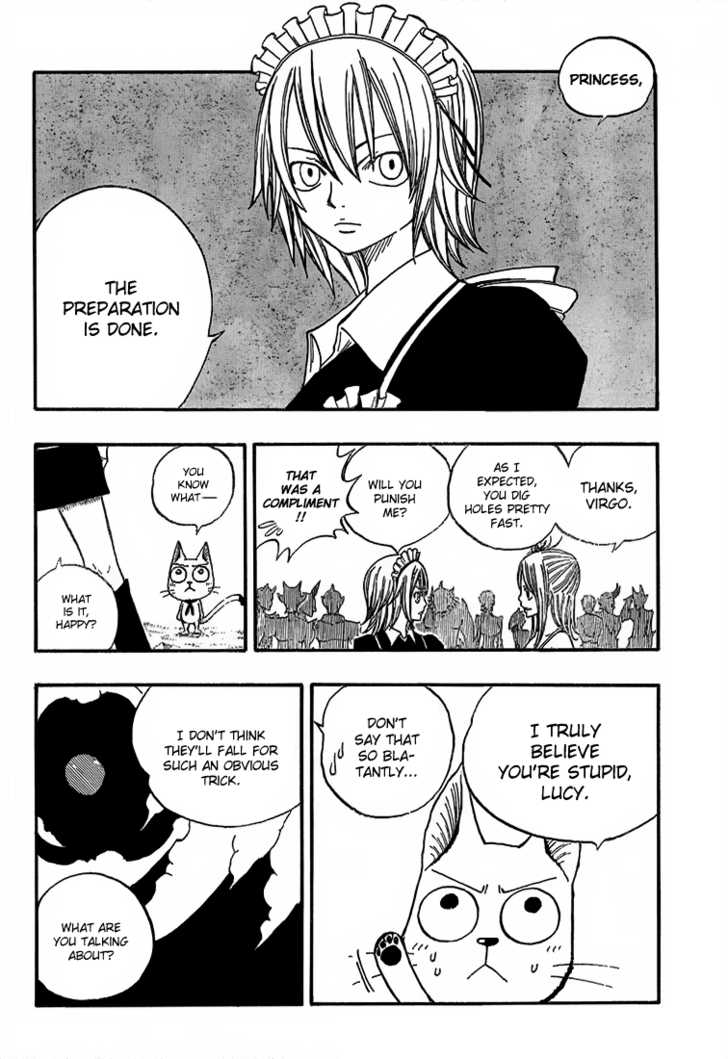 PRINCESS,
THE
PREPARATION
IS DONE.
THANKS,
VIRGO.
AS I
EXPECTED,
YOU DIG
HOLES PRETTY
FAST.
WILL YOU
PUNISH
ME?
THAT
WAS A
COMPLIMENT
!!
YOU
KNOW
WHAT—
WHAT
IS IT,
HAPPY?
I TRULY
BELIEVE
YOU'RE STUPID,
LUCY.
DON'T
SAY THAT
SO BLA-
TANTLY...
I DON'T THINK
THEY'LL FALL FOR
SUCH AN OBVIOUS
TRICK.
WHAT ARE
YOU TALKING
ABOUT?